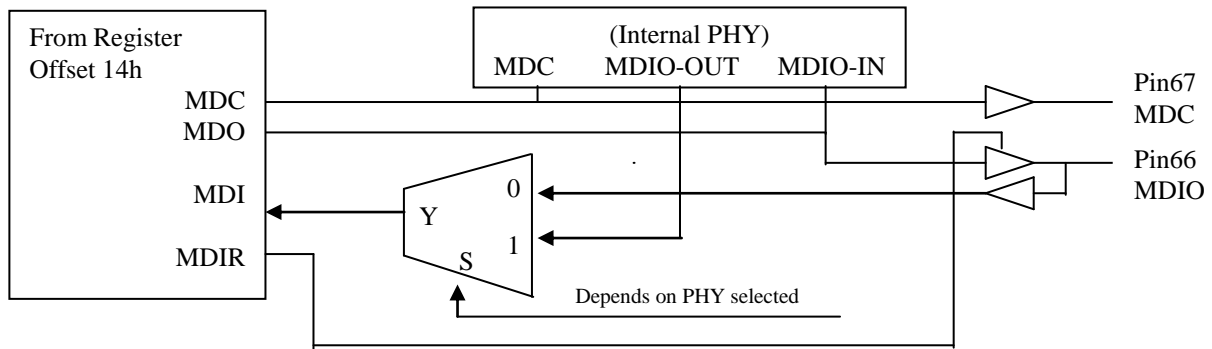 From Register
Offset 14h
MDC
MDO
MDI
MDIR
(Internal PHY)
MDC MDIO-OUT MDIO-IN
0
Y
1
S
Depends on PHY selected
Pin67
MDC
Pin66
MDIO